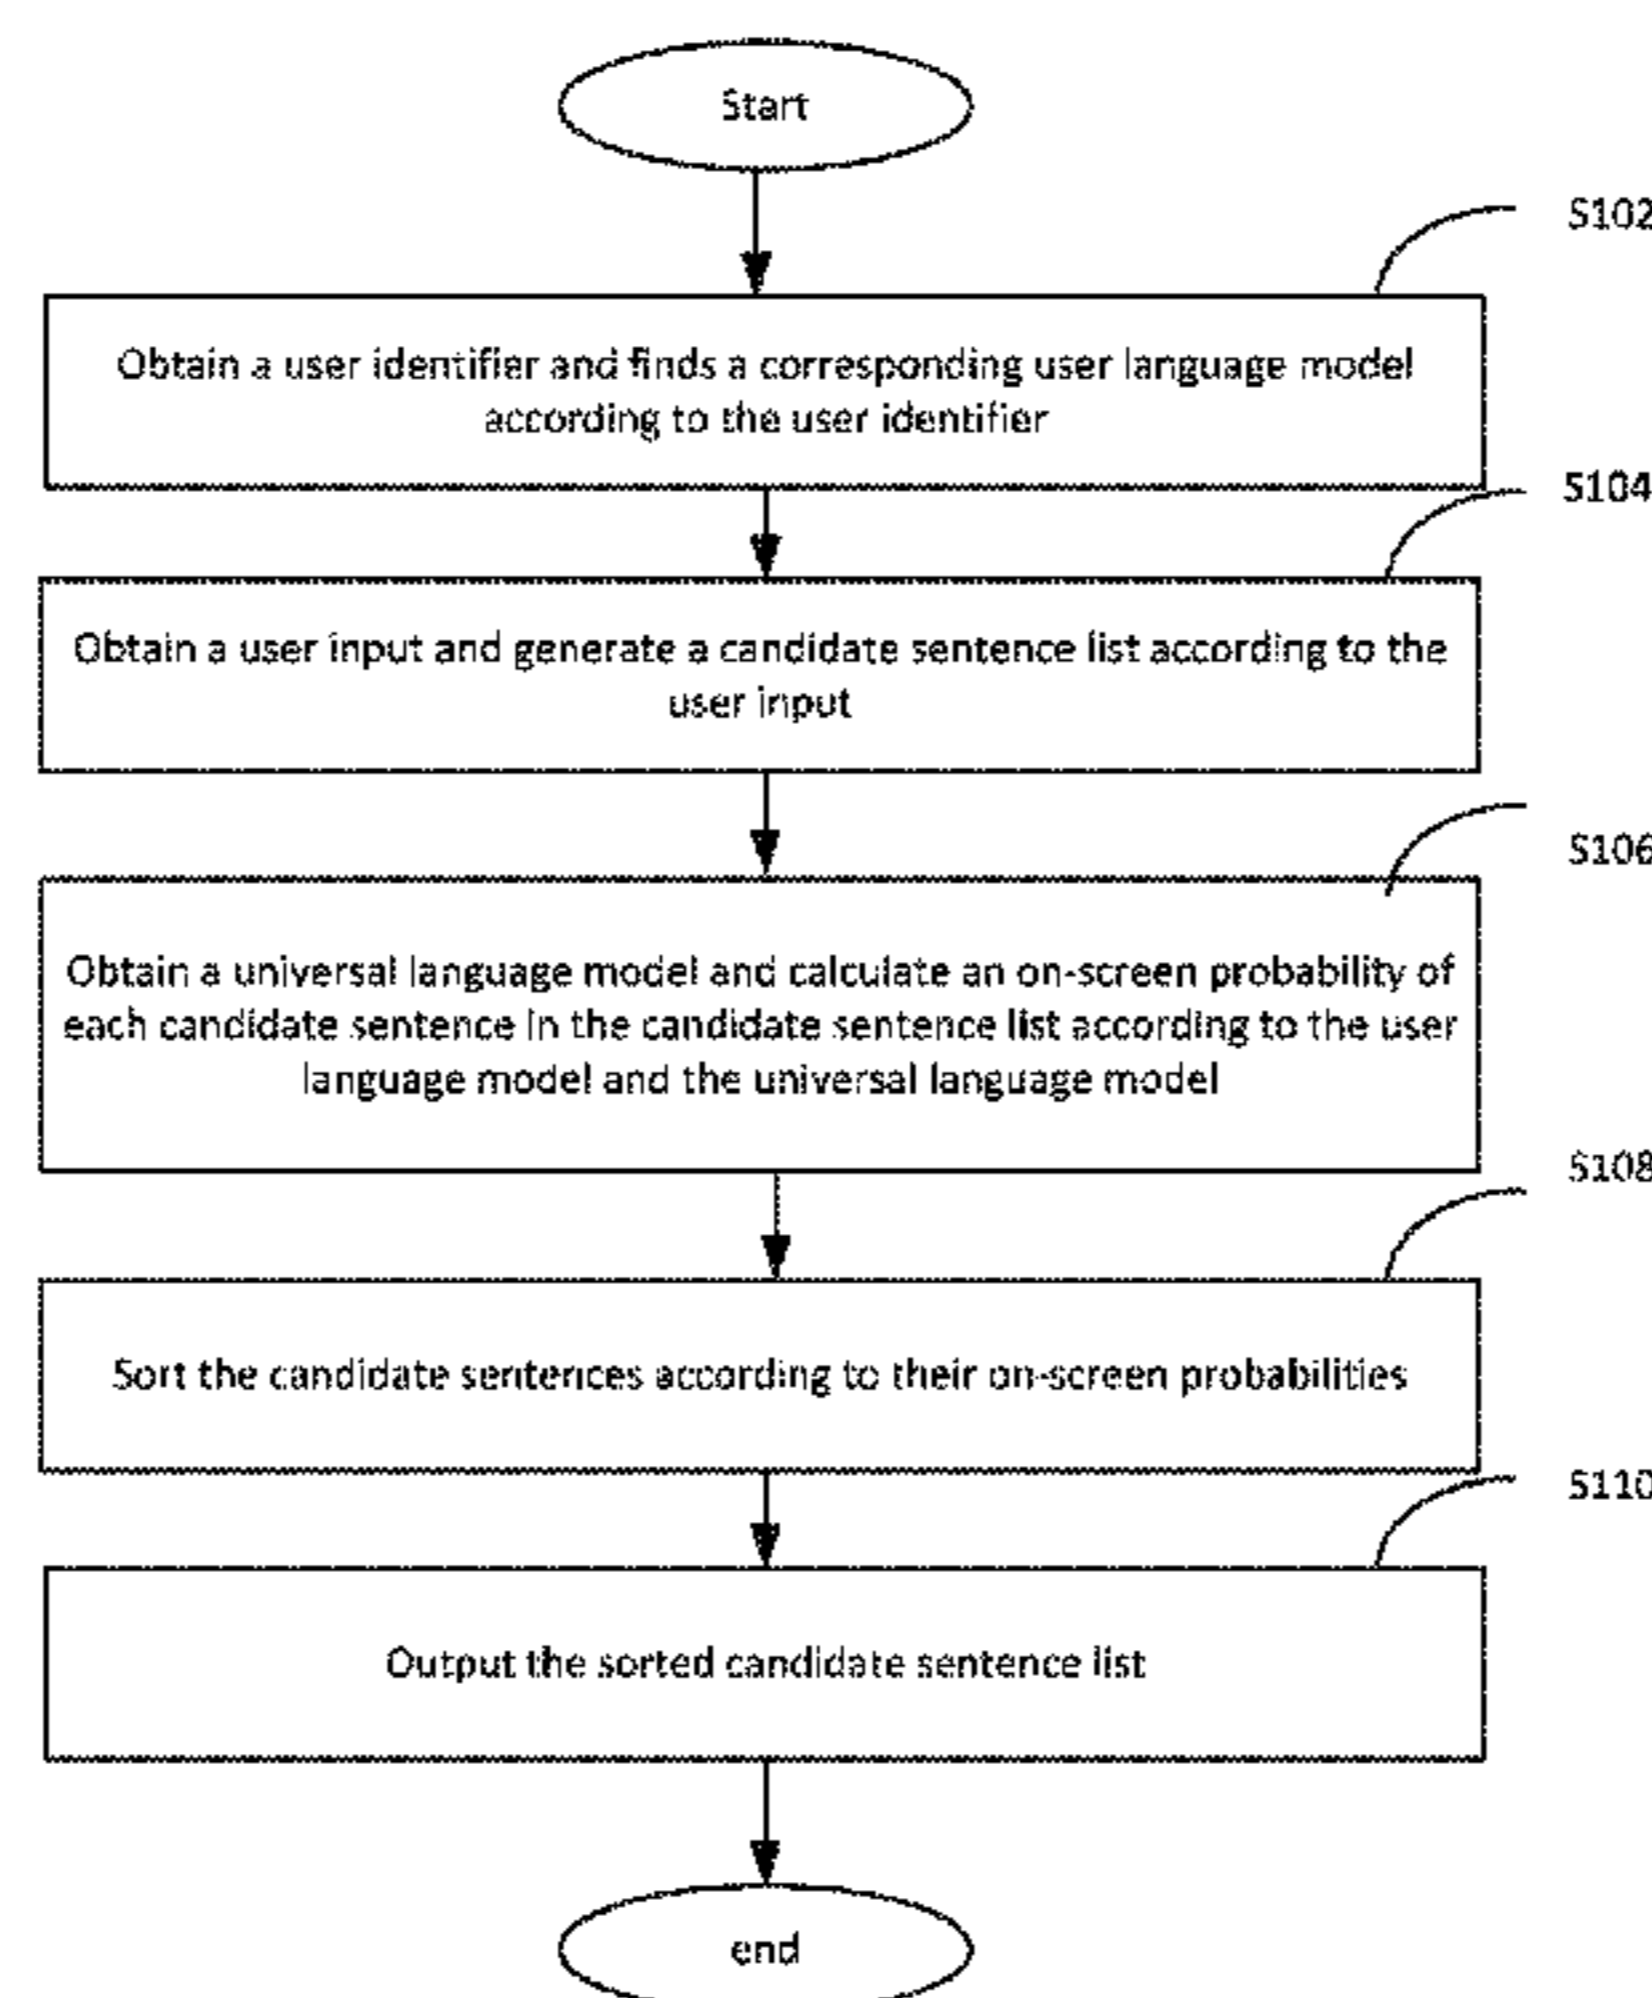 Start
S102
Obtain a user identifier and finds a corresponding user language model
according to the user identifier
S104
Obtain a user input and generate a candidate sentence list according to the
user input
S106
Obtain a universal language model and calculate an on-screen probability of
each candidate sentence in the candidate sentence list according to the user
language model and the universal language model
S108
Sort the candidate sentences according to their on-screen probabilities
S110
Output the sorted candidate sentence list
end